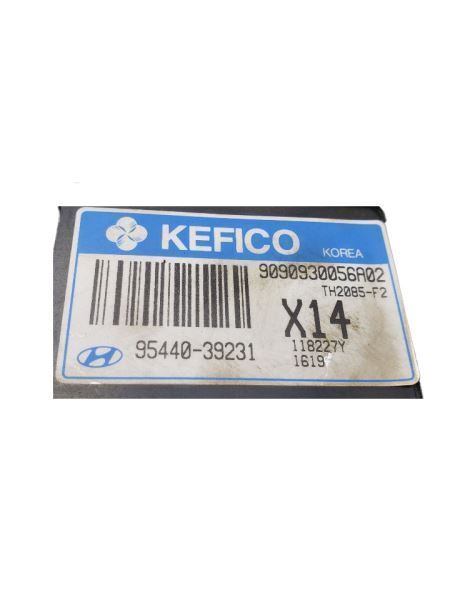 KEFICO KOREA
9090930056A02
TH2085-F2
X14
95440-39231
118227Y
1619